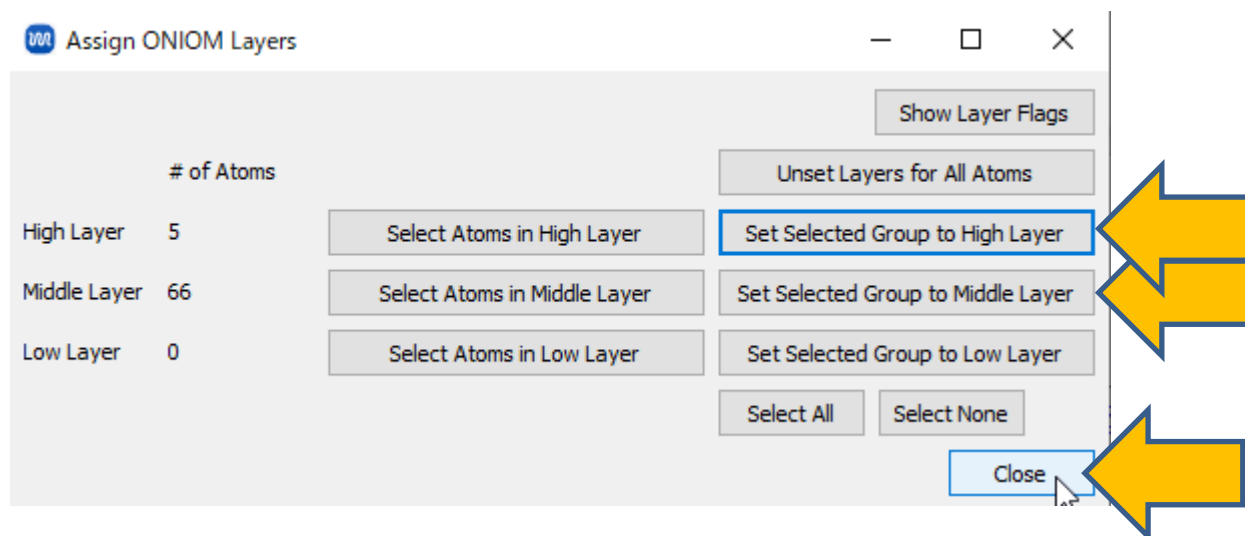 Assign ONIOM Layers
Show Layer Flags
# of Atoms Unset Layers for All Atoms
High Layer 5 Select Atoms in High Layer Set Selected Group to High Layer
Middle Layer 66 Select Atoms in Middle Layer Set Selected Group to Middle Layer
Low Layer 0 Select Atoms in Low Layer Set Selected Group to Low Layer
Select All Select None
Close